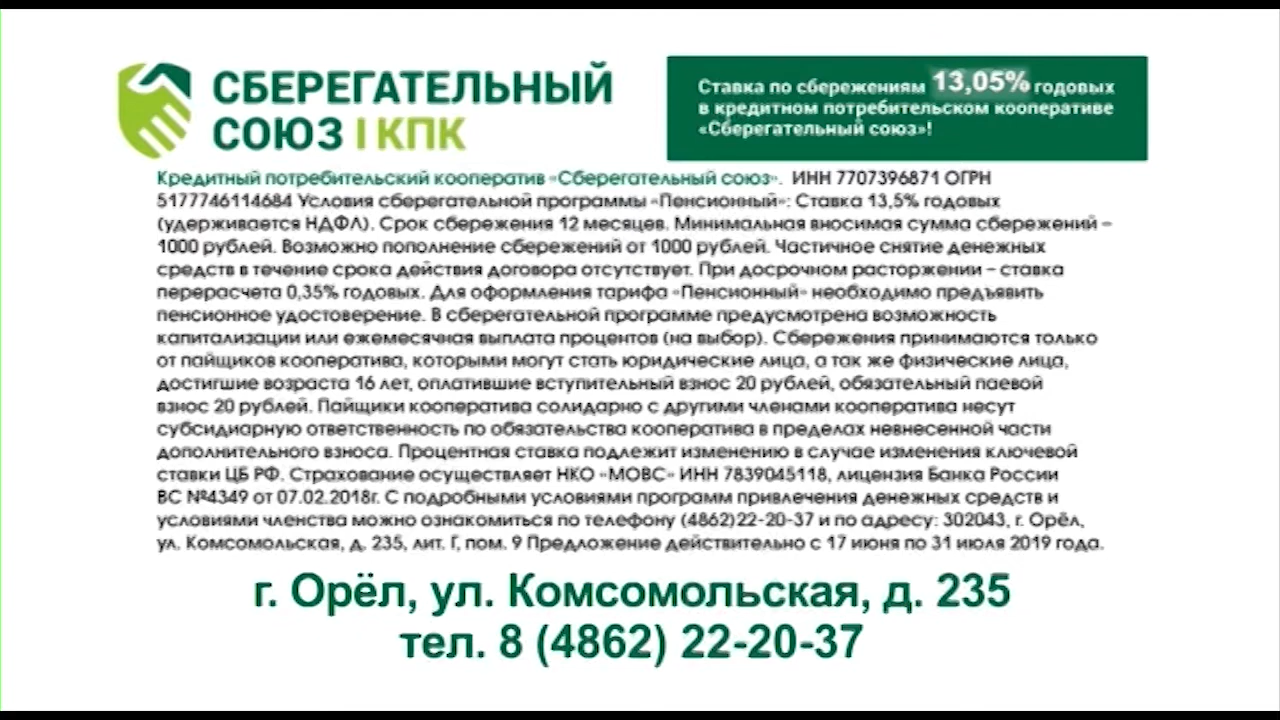 СБЕРЕГАТЕЛЬНЫЙ
СОЮЗ | КПК
Ставка по сбережениям 13,05% годовых
в кредитном потребительском кооперативе
«Сберегательный союз»!
Кредитный потребительский кооператив «Сберегательный союз». ИНН 7707396871 ОГРН
5177746114684 Условия сберегательной программы «Пенсионный»: Ставка 13,5% годовых
(удерживается НДФЛ). Срок сбережения 12 месяцев. Минимальная вносимая сумма сбережений –
1000 рублей. Возможно пополнение сбережений от 1000 рублей. Частичное снятие денежных
средств в течение срока действия договора отсутствует. При досрочном расторжении – ставка
перерасчета 0,35% годовых. Для оформления тарифа «Пенсионный» необходимо предъявить
пенсионное удостоверение. В сберегательной программе предусмотрена возможность
капитализации или ежемесячная выплата процентов (на выбор). Сбережения принимаются только
от пайщиков кооператива, которыми могут стать юридические лица, а так же физические лица,
достигшие возраста 16 лет, оплатившие вступительный взнос 20 рублей, обязательный паевой
взнос 20 рублей. Пайщики кооператива солидарно с другими членами кооператива несут
субсидиарную ответственность по обязательства кооператива в пределах невнесенной части
дополнительного взноса. Процентная ставка подлежит изменению в случае изменения ключевой
ставки ЦБ РФ. Страхование осуществляет НКО «МОВС» ИНН 7839045118, лицензия Банка России
ВС №4349 от 07.02.2018г. С подробными условиями программ привлечения денежных средств и
условиями членства можно ознакомиться по телефону (4862)22-20-37 и по адресу: 302043, г. Орёл,
ул. Комсомольская, д. 235, лит. Г, пом. 9 Предложение действительно с 17 июня по 31 июля 2019 года.
г. Орёл, ул. Комсомольская, д. 235
тел. 8 (4862) 22-20-37